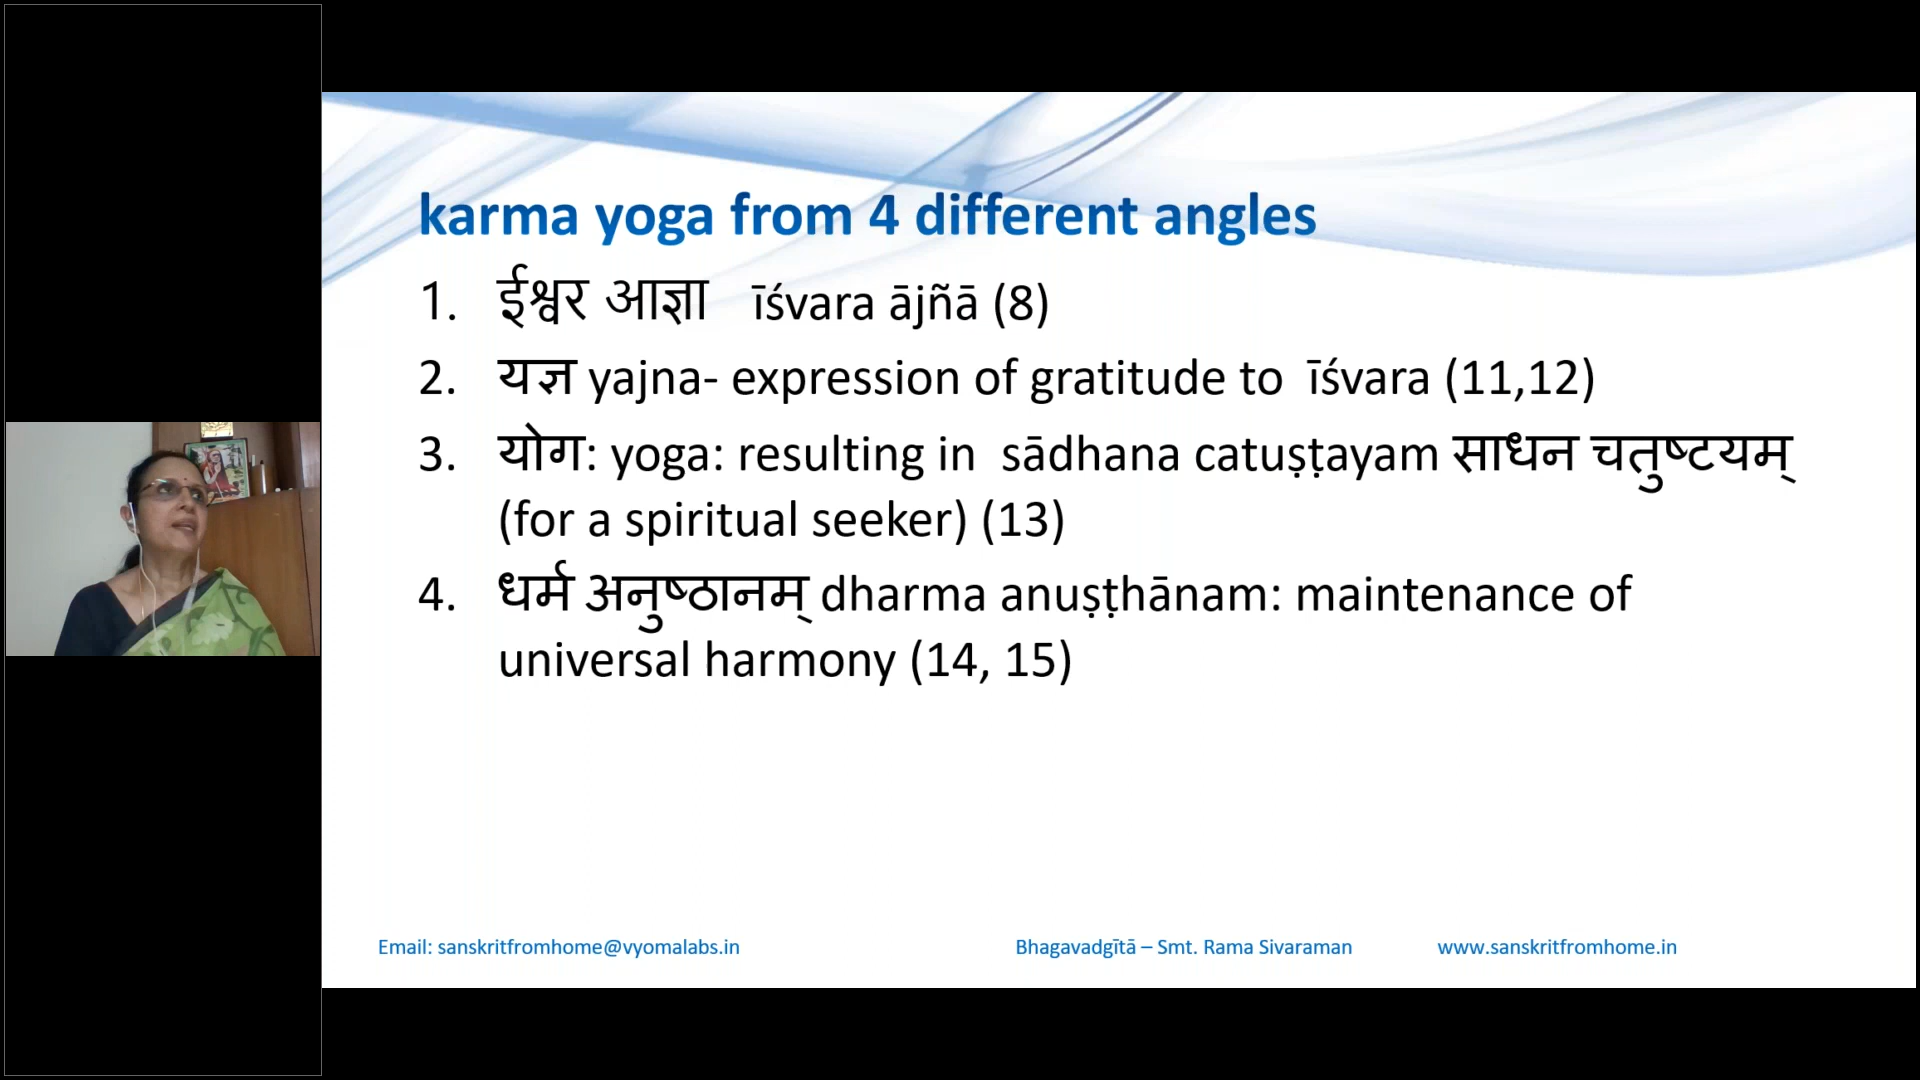 karma yoga from 4 different angles
1. ईश्वर आज्ञा īśvara ājñā (8)
2. यज्ञ yajna- expression of gratitude to īśvara (11,12)
3. योग: yoga: resulting in sādhana catuṣṭayam साधन चतुष्टयम्
(for a spiritual seeker) (13)
4. धर्म अनुष्ठानम् dharma anuṣṭhānam: maintenance of
universal harmony (14, 15)
Email: sanskritfromhome@vyomalabs.in Bhagavadgītā – Smt. Rama Sivaraman www.sanskritfromhome.in